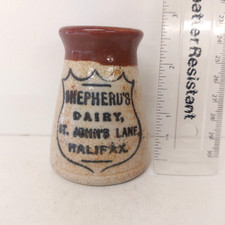 SHEPHERD'S
DAIRY,
ST. JOHN'S LANE
HALIFAX.
Resistant